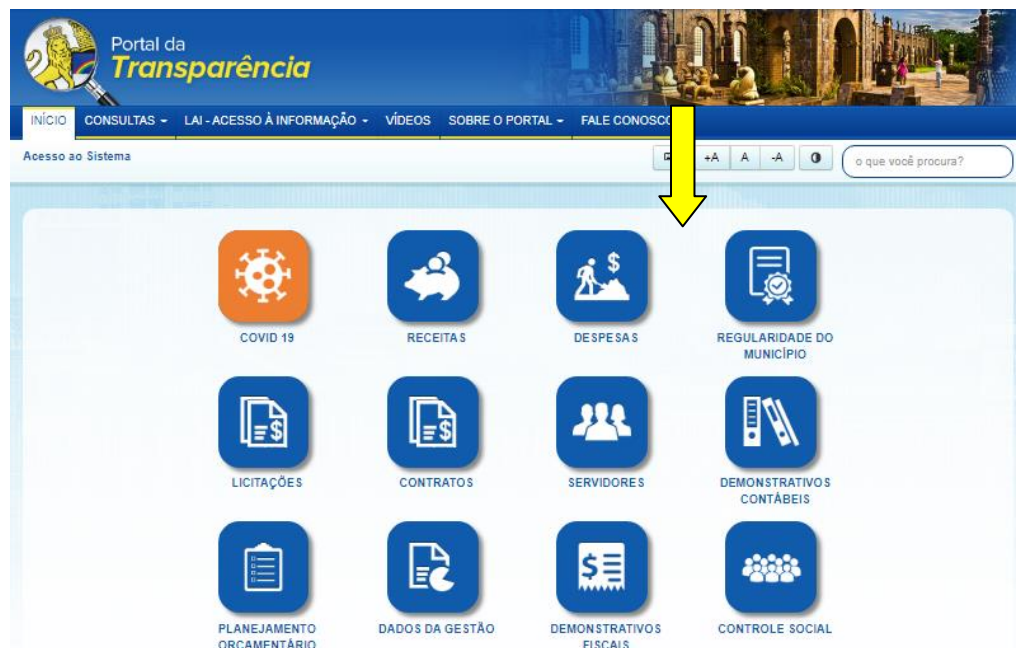 Portal da
Transparência
INÍCIO CONSULTAS LAI - ACESSO À INFORMAÇÃO VÍDEOS SOBRE O PORTAL FALE CONOSCO
Acesso ao Sistema +A A -A o que você procura?
COVID 19 RECEITAS DESPESAS REGULARIDADE DO
MUNICÍPIO
LICITAÇÕES CONTRATOS SERVIDORES DEMONSTRATIVOS
CONTÁBEIS
PLANEJAMENTO DADOS DA GESTÃO DEMONSTRATIVOS CONTROLE SOCIAL
ORÇAMENTÁRIO FISCAIS